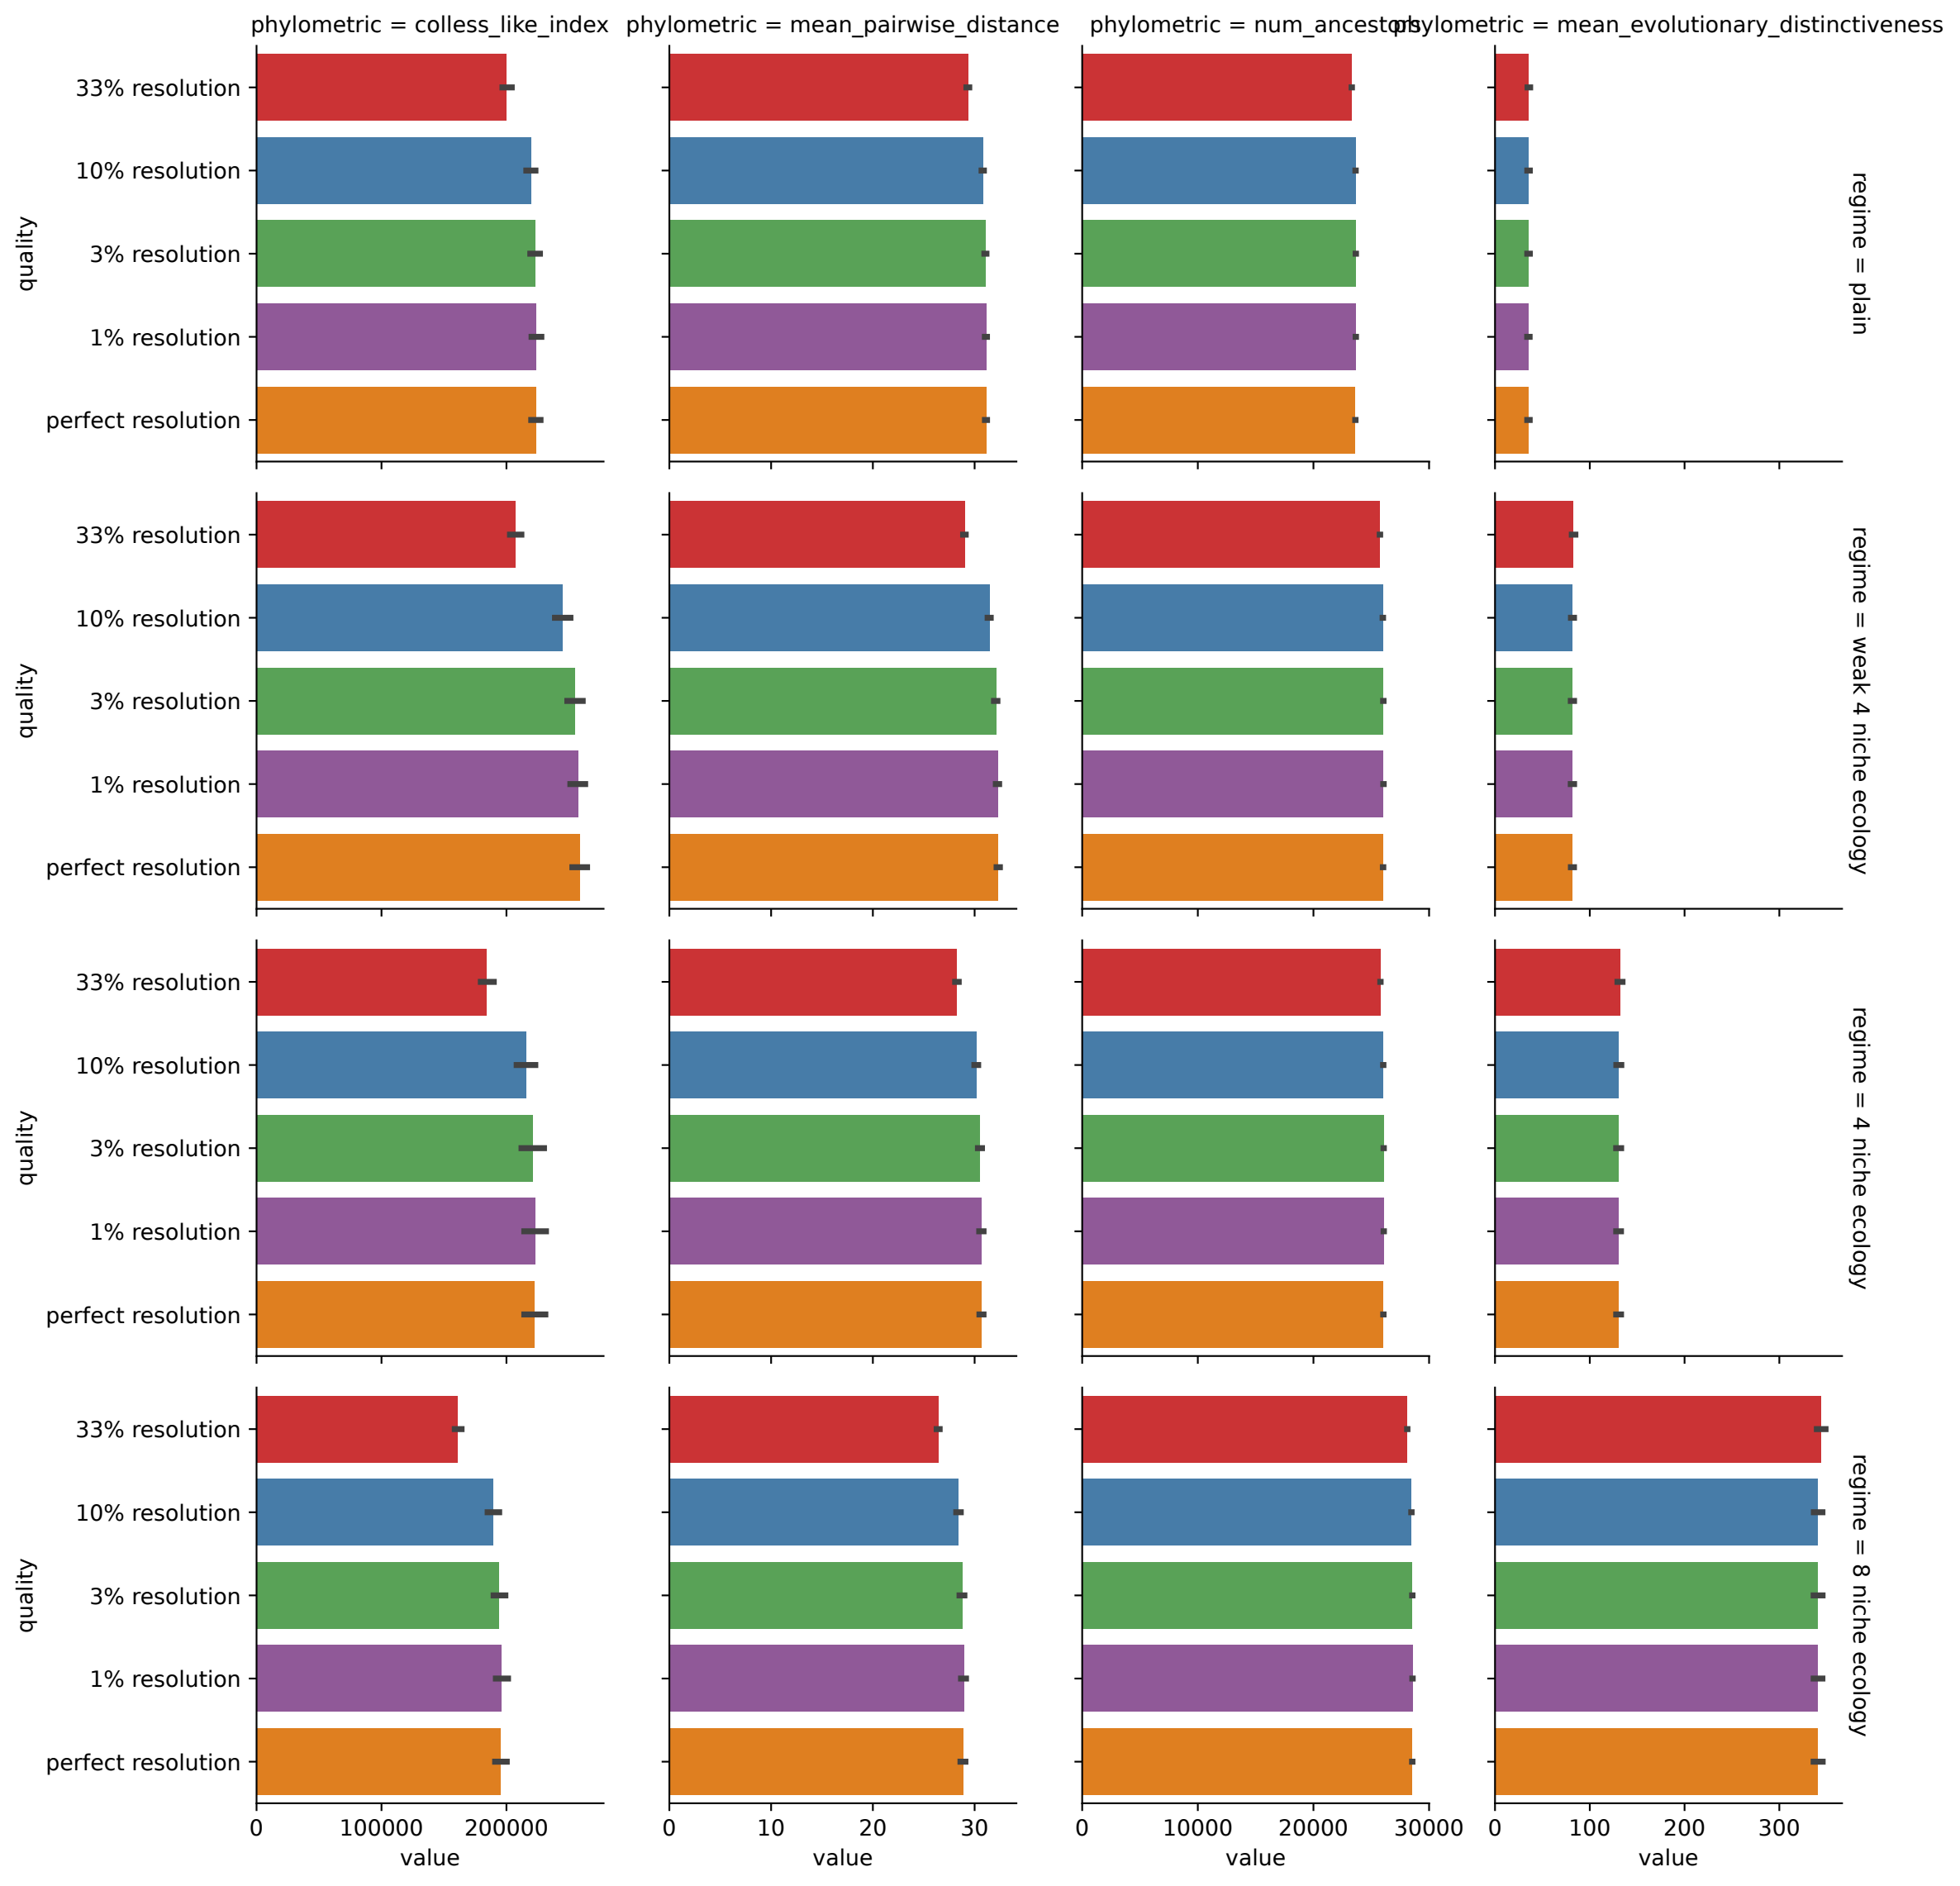 phylometric = colless_like_index
phylometric = mean_pairwise_distance
phylometric = num_ancestors
phylometric = mean_evolutionary_distinctiveness
quality
33% resolution
10% resolution
3% resolution
1% resolution
perfect resolution
regime = plain
quality
33% resolution
10% resolution
3% resolution
1% resolution
perfect resolution
regime = weak 4 niche ecology
quality
33% resolution
10% resolution
3% resolution
1% resolution
perfect resolution
regime = 4 niche ecology
quality
33% resolution
10% resolution
3% resolution
1% resolution
perfect resolution
regime = 8 niche ecology
0 100000 200000
0 10 20 30
0 10000 20000 30000
0 100 200 300
value
value
value
value